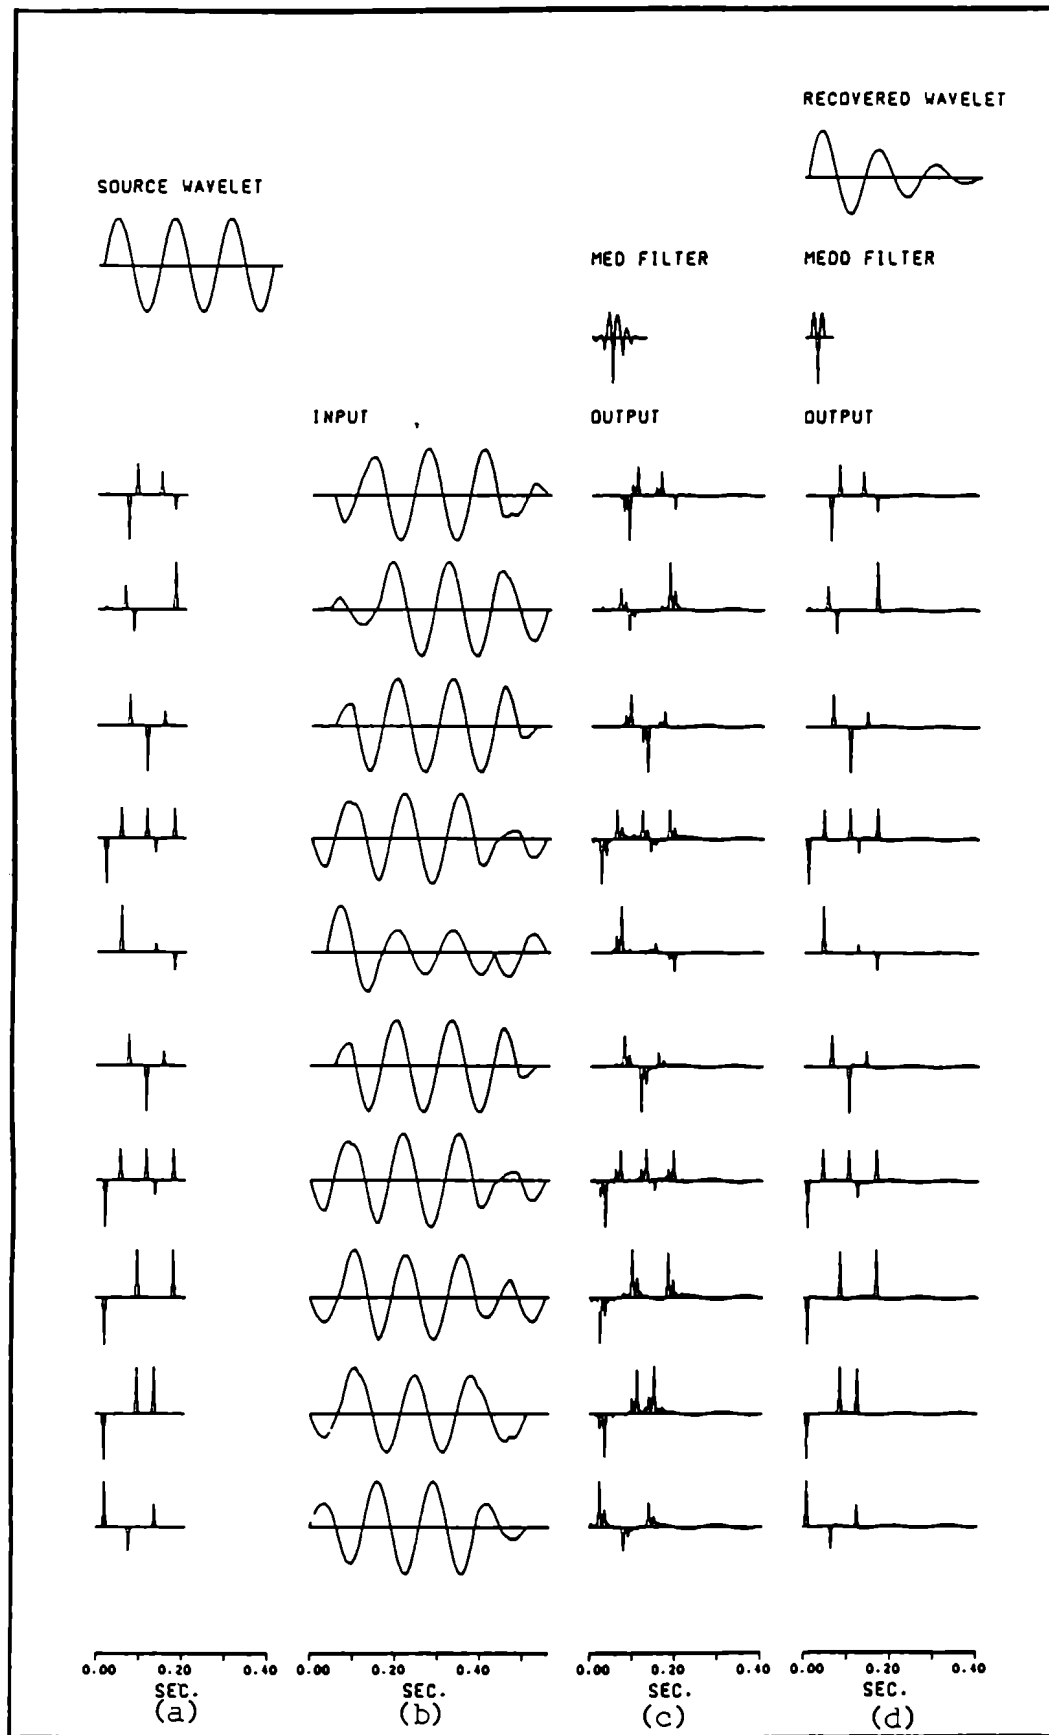 RECOVERED WAVELET
SOURCE WAVELET
MED FILTER
MEDD FILTER
INPUT
OUTPUT
OUTPUT
0.00 0.20 0.40
SEC.
(a)
0.00 0.20 0.40
SEC.
(b)
0.00 0.20 0.40
SEC.
(c)
0.00 0.20 0.40
SEC.
(d)